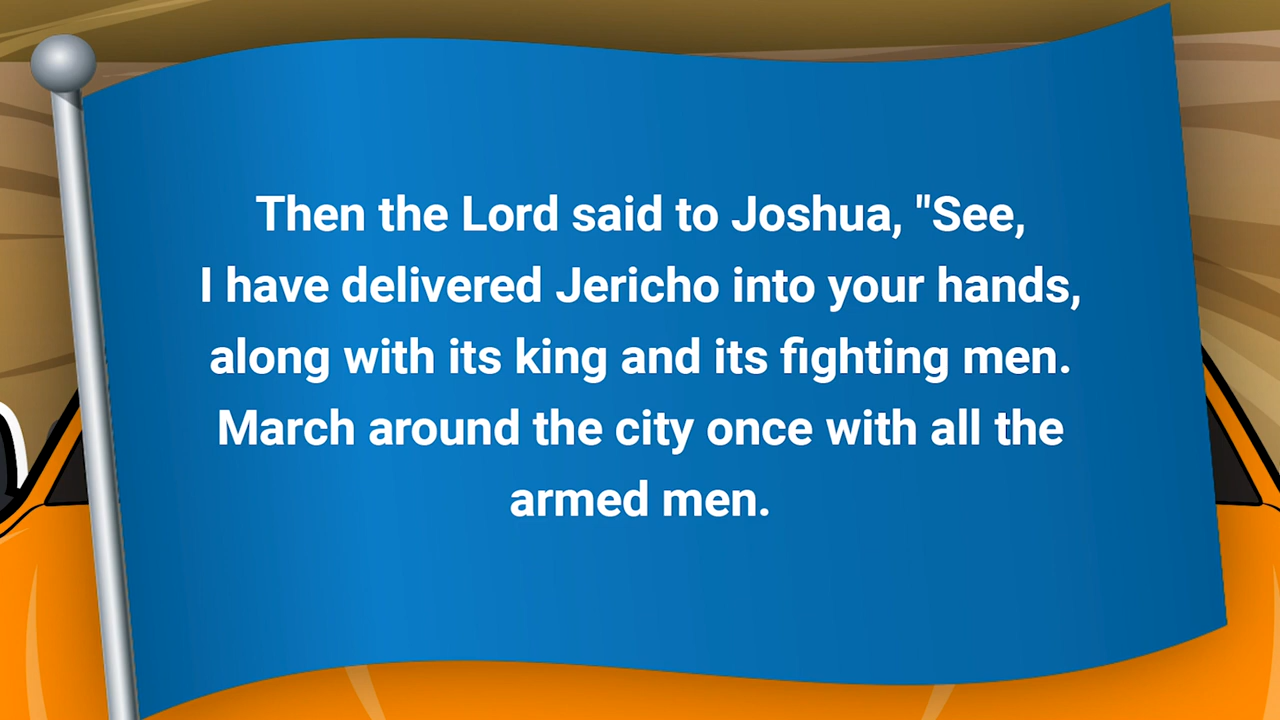 Then the Lord said to Joshua, "See,
I have delivered Jericho into your hands,
along with its king and its fighting men.
March around the city once with all the
armed men.